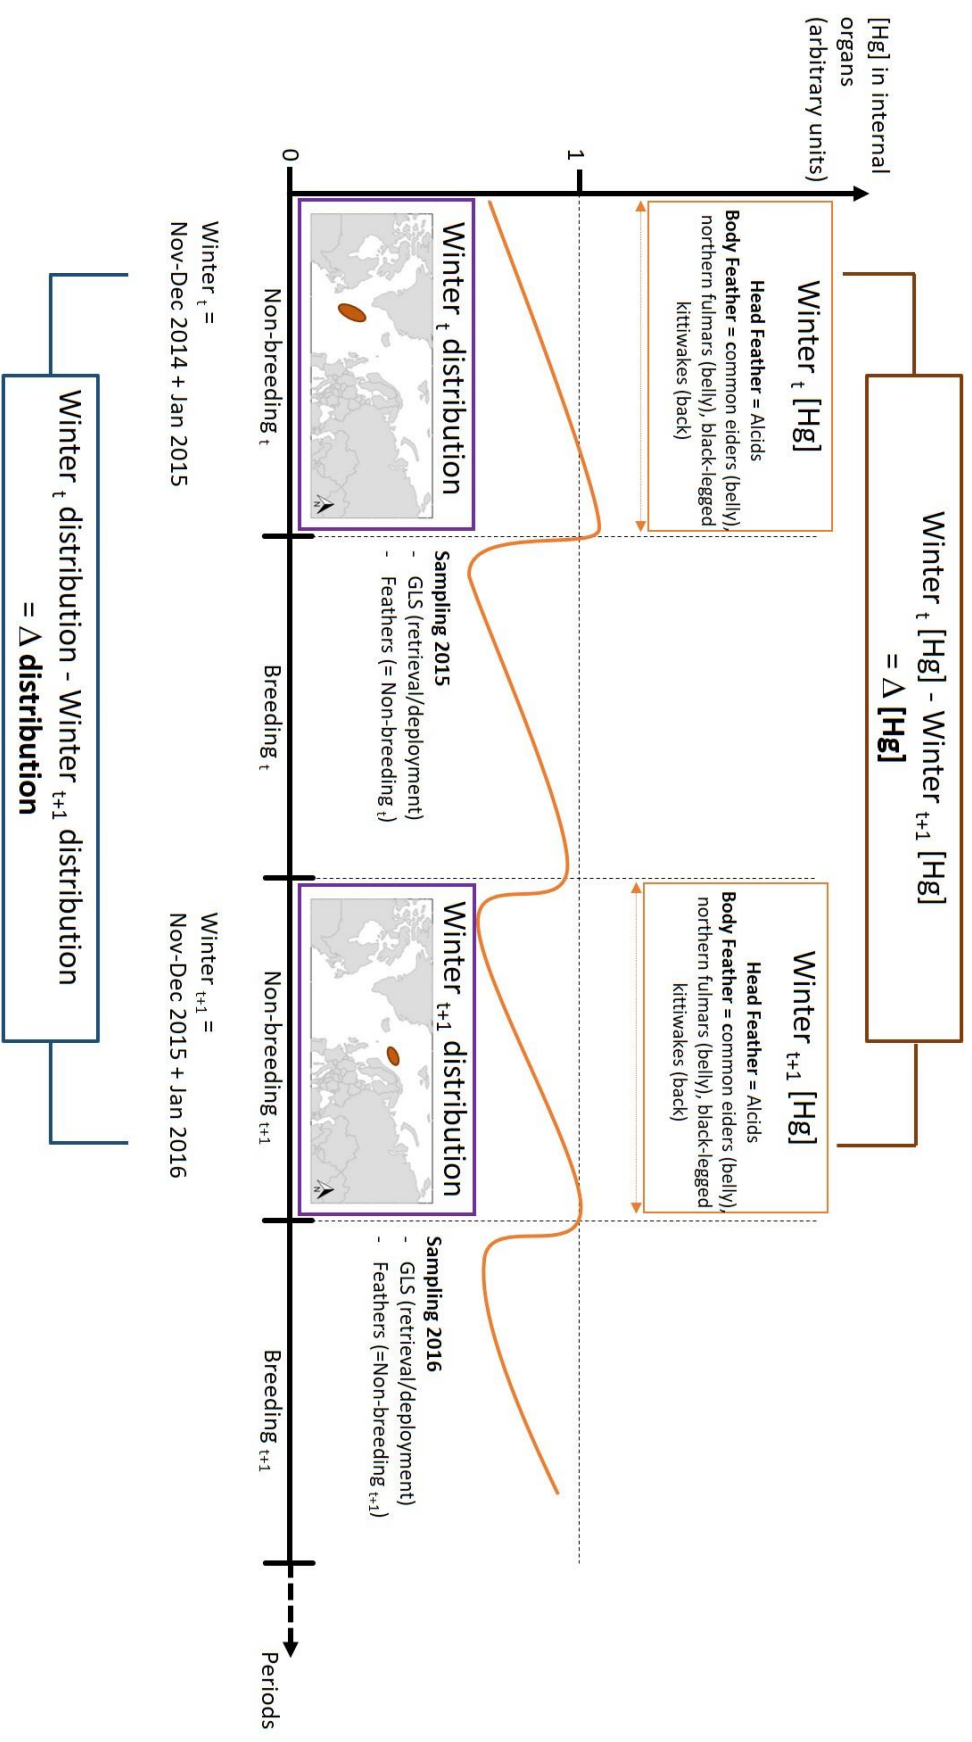 Winter t [Hg] - Winter t+1 [Hg]
= Δ [Hg]
[Hg] in internal
organs
(arbitrary units)
Winter t [Hg]
Head Feather = Alcids
Body Feather = common eiders (belly),
northern fulmars (belly), black-legged
kittiwakes (back)
Winter t+1 [Hg]
Head Feather = Alcids
Body Feather = common eiders (belly),
northern fulmars (belly), black-legged
kittiwakes (back)
1
0
Winter t distribution
N
Sampling 2015
- GLS (retrieval/deployment)
- Feathers (= Non-breeding t)
Winter t+1 distribution
N
Sampling 2016
- GLS (retrieval/deployment)
- Feathers (=Non-breeding t+1)
Non-breeding t
Breeding t
Non-breeding t+1
Breeding t+1
Periods
Winter t =
Nov-Dec 2014 + Jan 2015
Winter t+1 =
Nov-Dec 2015 + Jan 2016
Winter t distribution - Winter t+1 distribution
= Δ distribution